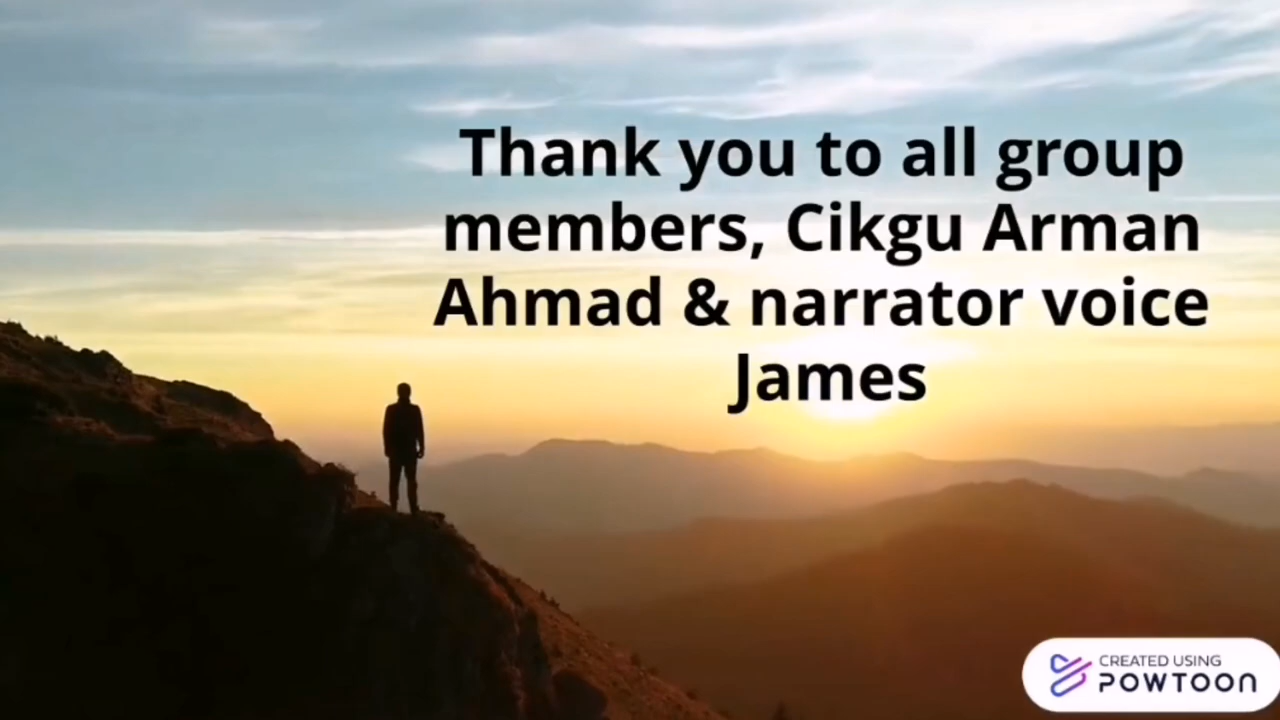 Thank you to all group
members, Cikgu Arman
Ahmad & narrator voice
James
CREATED USING
POWTOON